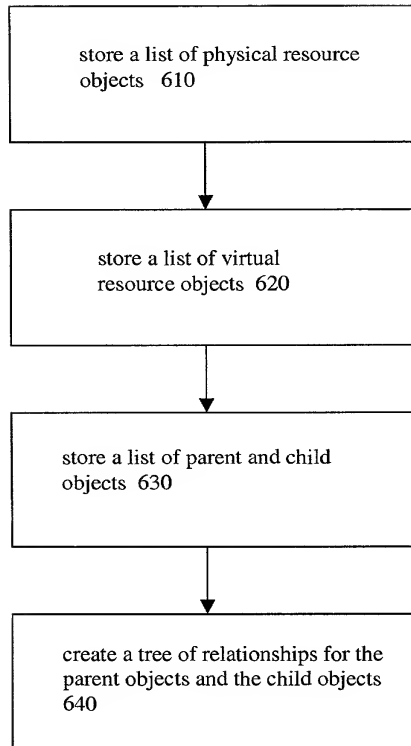 store a list of physical resource
objects 610
store a list of virtual
resource objects 620
store a list of parent and child
objects 630
create a tree of relationships for the
parent objects and the child objects
640